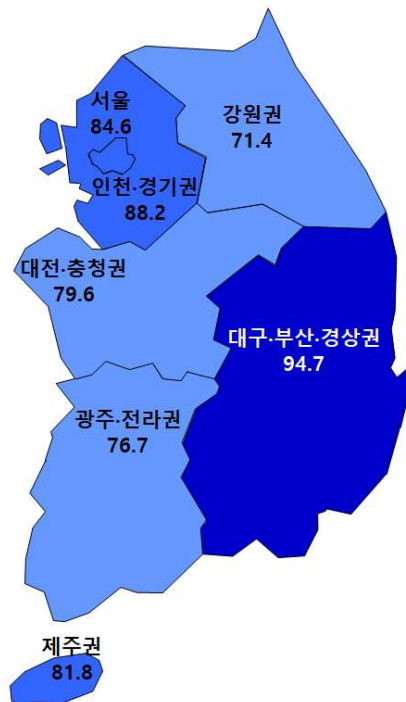 서울
84.6
강원권
71.4
인천·경기권
88.2
대전·충청권
79.6
대구·부산·경상권
94.7
광주·전라권
76.7
제주권
81.8